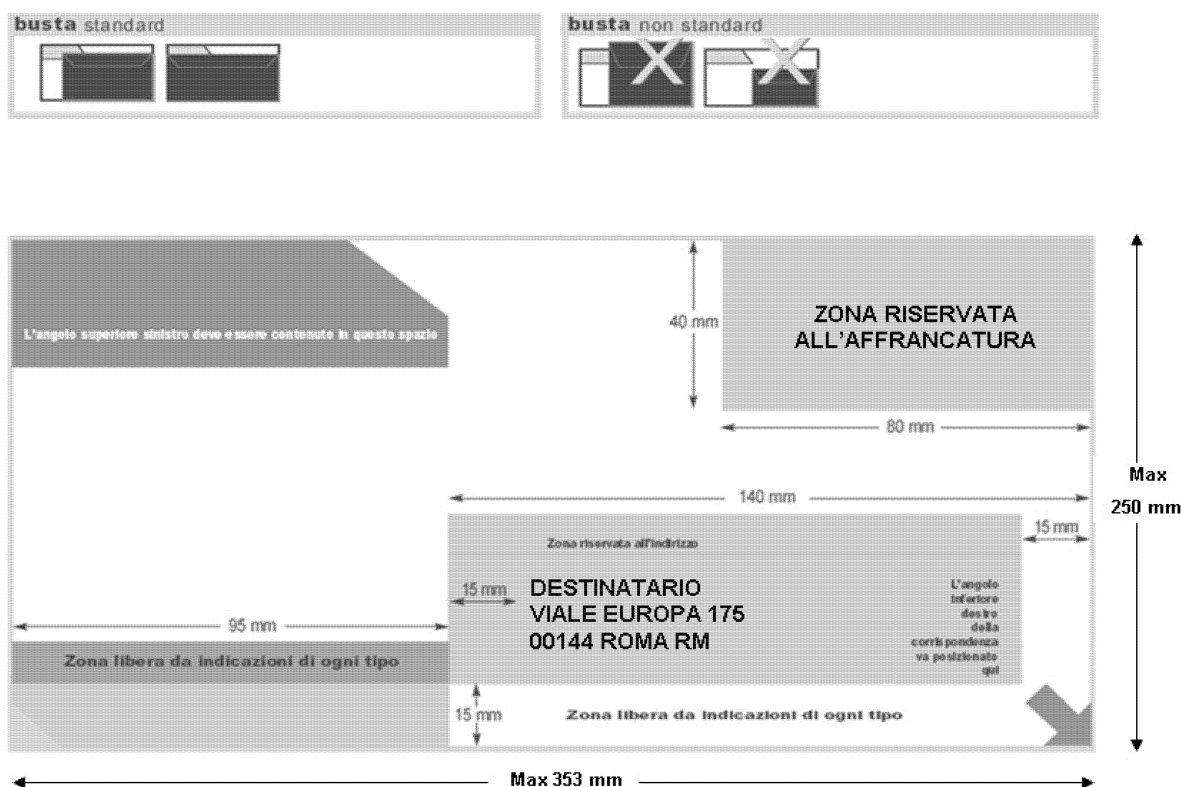 busta standard
busta non standard
L'angolo superiore sinistro deve essere contenuto in questo spazio
40 mm
ZONA RISERVATA
ALL'AFFRANCATURA
80 mm
Max
250 mm
140 mm
15 mm
Zona riservata all'indirizzo
15 mm
DESTINATARIO
VIALE EUROPA 175
00144 ROMA RM
L'angolo
inferiore
destro
della
corrispondenza
va posizionato
qui
95 mm
Zona libera da indicazioni di ogni tipo
15 mm
Zona libera da indicazioni di ogni tipo
Max 353 mm